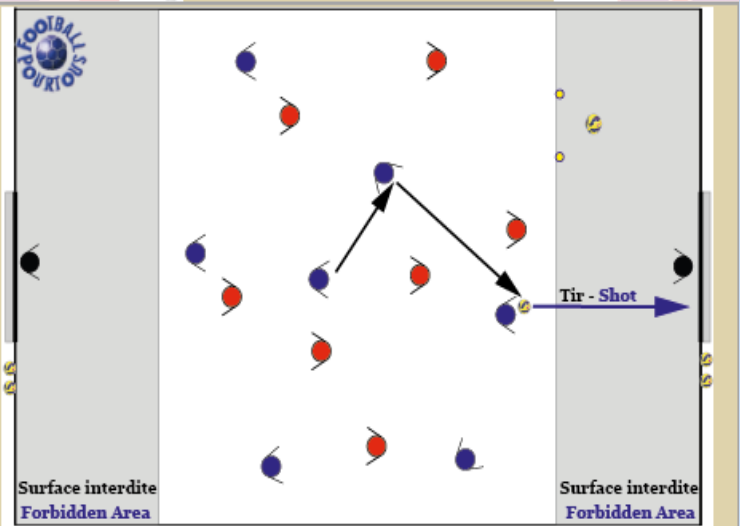 FOOTBALL
POURTOUS
Tir - Shot
Surface interdite
Forbidden Area
Surface interdite
Forbidden Area